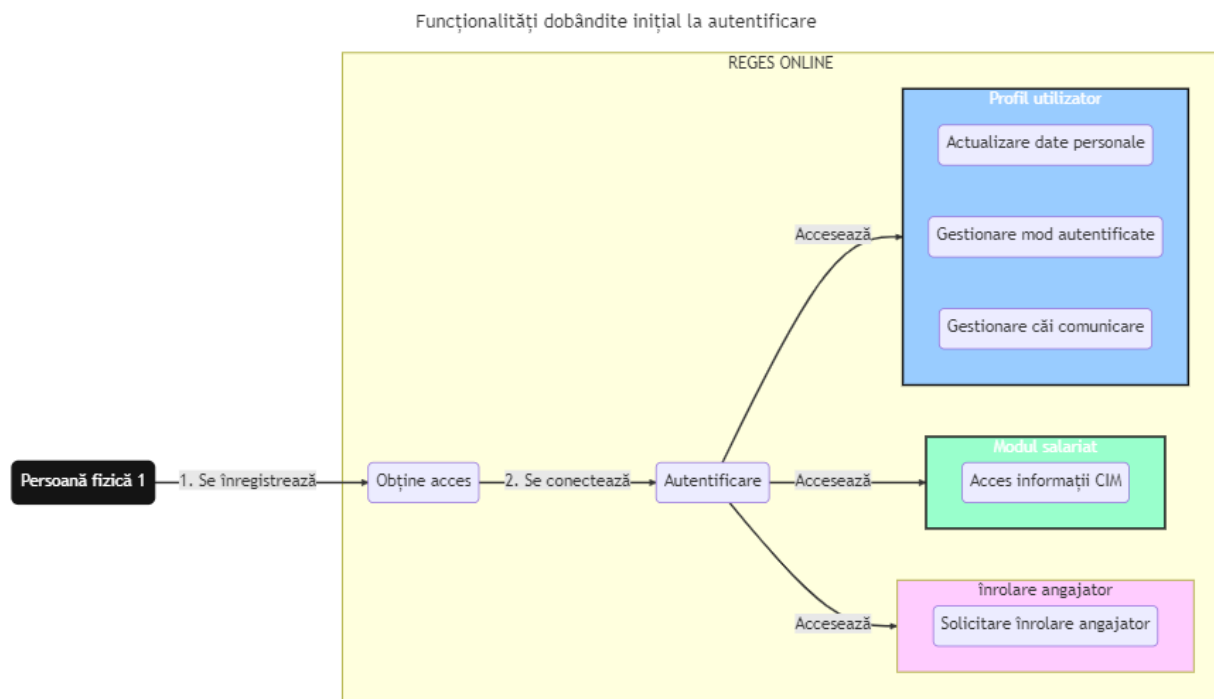 Funcționalități dobândite inițial la autentificare
REGES ONLINE
Profil utilizator
Actualizare date personale
Accesează
Gestionare mod autentificate
Gestionare căi comunicare
Persoană fizică 1
1. Se înregistrează
Obține acces
2. Se conectează
Autentificare
Accesează
Modul salariat
Acces informații CIM
Accesează
înrolare angajator
Solicitare înrolare angajator